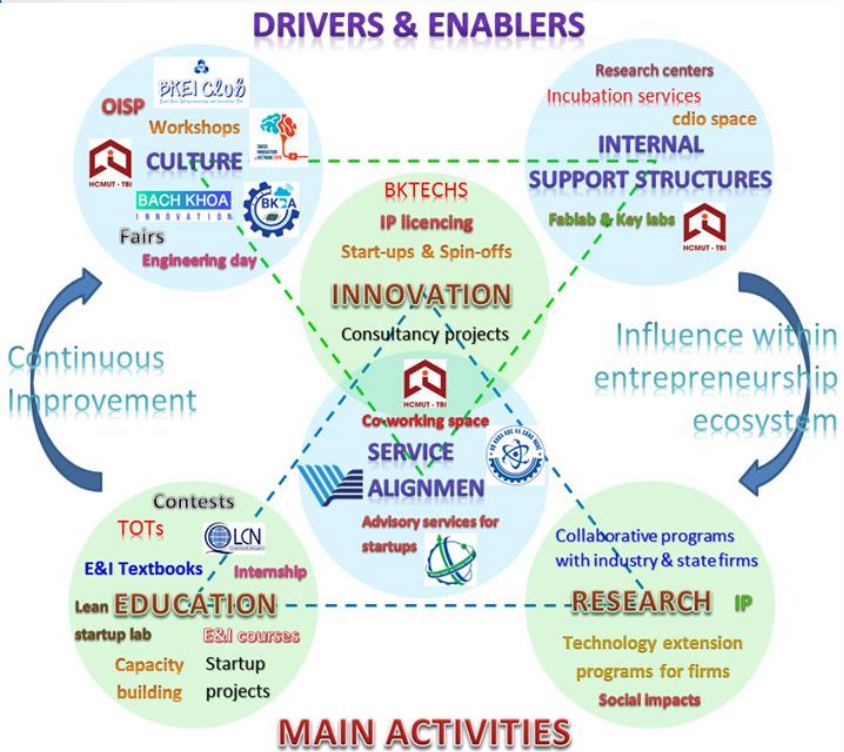 DRIVERS & ENABLERS
BKEI CLUB
OISP
Workshops
HCMUT - TBI
CULTURE
BACH KHOA
INNOVATION
Fairs
Engineering day
Research centers
Incubation services
cdio space
INTERNAL
SUPPORT STRUCTURES
Fablab & Key labs
HCMUT - TBI
BKTECHS
IP licencing
Start-ups & Spin-offs
INNOVATION
Consultancy projects
HCMUT - TBI
Continuous
Improvement
Influence within
entrepreneurship
ecosystem
Co-working space
SERVICE
ALIGNMEN
Advisory services for
startups
Contests
TOTs
QLCN
E&I Textbooks
Internship
Lean EDUCATION
startup lab
E&I courses
Capacity
building
Startup
projects
Collaborative programs
with industry & state firms
RESEARCH IP
Technology extension
programs for firms
Social impacts
MAIN ACTIVITIES